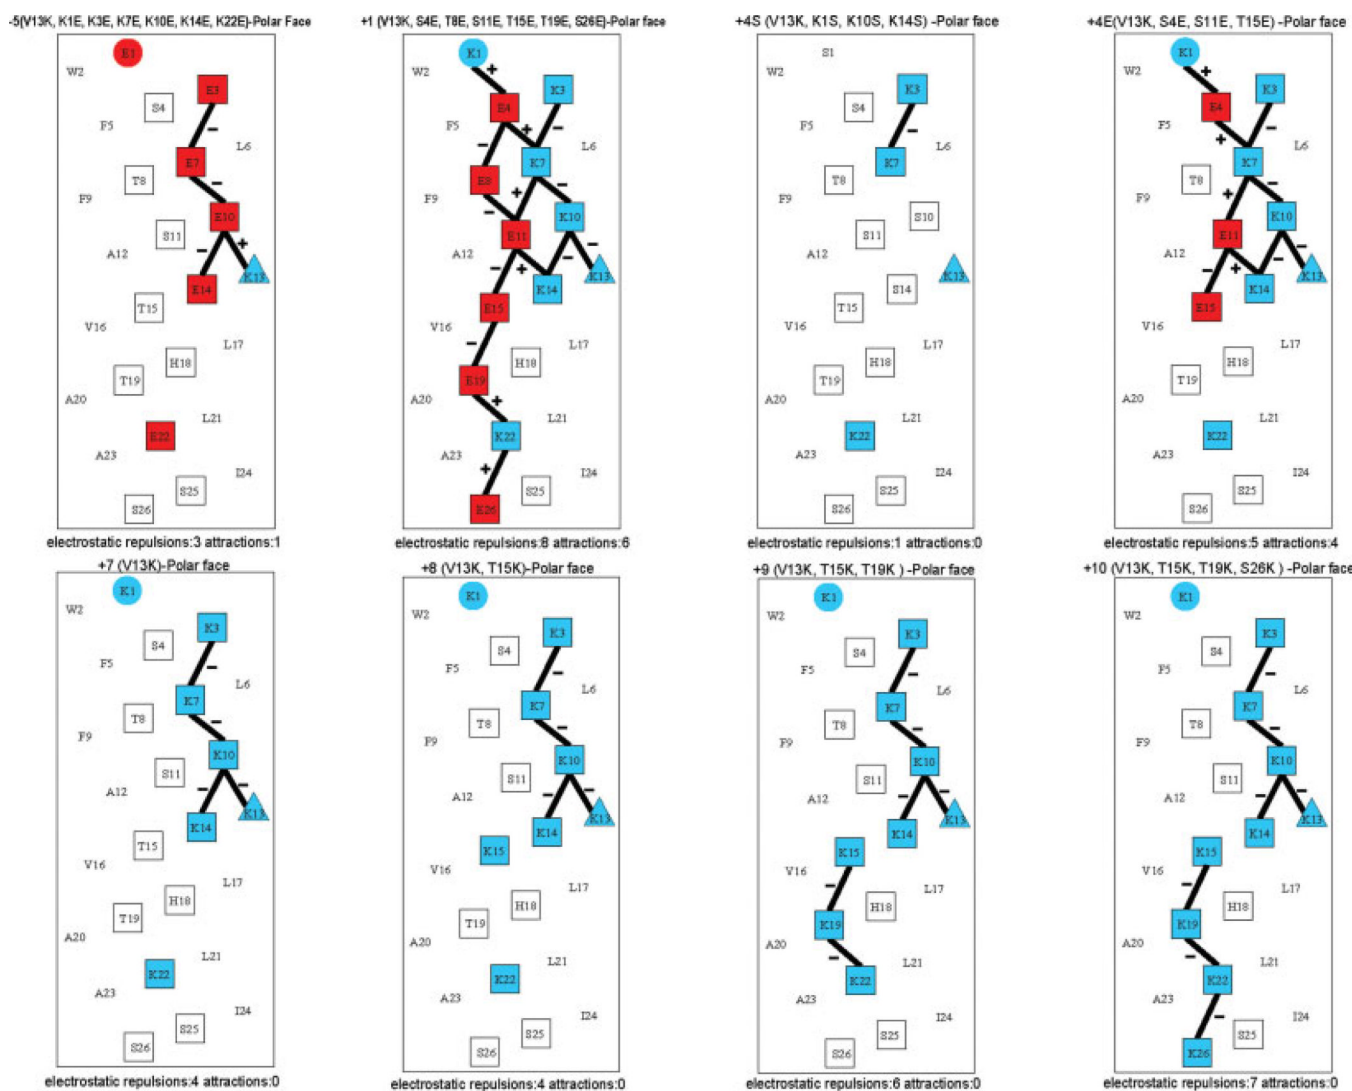 -5(V13K, K1E, K3E, K7E, K10E, K14E, K22E)-Polar Face
E1
W2
E3
S4
F5
L6
E7
T8
F9
E10
S11
A12
K13
E14
T15
V16
L17
H18
T19
A20
L21
E22
A23
I24
S25
S26
− − − +
electrostatic repulsions:3 attractions:1
+1 (V13K, S4E, T8E, S11E, T15E, T19E, S26E)-Polar face
K1
W2
K3
E4
F5
L6
K7
E8
F9
K10
E11
A12
K13
K14
E15
V16
L17
H18
E19
A20
L21
K22
A23
I24
S25
E26
+ − + − + − − − − − + − + +
electrostatic repulsions:8 attractions:6
+4S (V13K, K1S, K10S, K14S) -Polar face
S1
W2
K3
S4
F5
L6
K7
T8
F9
S10
S11
A12
K13
S14
T15
V16
L17
H18
T19
A20
L21
K22
A23
I24
S25
S26
−
electrostatic repulsions:1 attractions:0
+4E(V13K, S4E, S11E, T15E) -Polar face
K1
W2
K3
E4
F5
L6
K7
T8
F9
K10
E11
A12
K13
K14
E15
V16
L17
H18
T19
A20
L21
K22
A23
I24
S25
S26
+ − + − + − − − +
electrostatic repulsions:5 attractions:4
+7 (V13K)-Polar face
K1
W2
K3
S4
F5
L6
K7
T8
F9
K10
S11
A12
K13
K14
T15
V16
L17
H18
T19
A20
L21
K22
A23
I24
S25
S26
− − − −
electrostatic repulsions:4 attractions:0
+8 (V13K, T15K)-Polar face
K1
W2
K3
S4
F5
L6
K7
T8
F9
K10
S11
A12
K13
K14
K15
V16
L17
H18
T19
A20
L21
K22
A23
I24
S25
S26
− − − −
electrostatic repulsions:4 attractions:0
+9 (V13K, T15K, T19K ) -Polar face
K1
W2
K3
S4
F5
L6
K7
T8
F9
K10
S11
A12
K13
K14
K15
V16
L17
H18
K19
A20
L21
K22
A23
I24
S25
S26
− − − − − −
electrostatic repulsions:6 attractions:0
+10 (V13K, T15K, T19K, S26K ) -Polar face
K1
W2
K3
S4
F5
L6
K7
T8
F9
K10
S11
A12
K13
K14
K15
V16
L17
H18
K19
A20
L21
K22
A23
I24
S25
K26
− − − − − − −
electrostatic repulsions:7 attractions:0